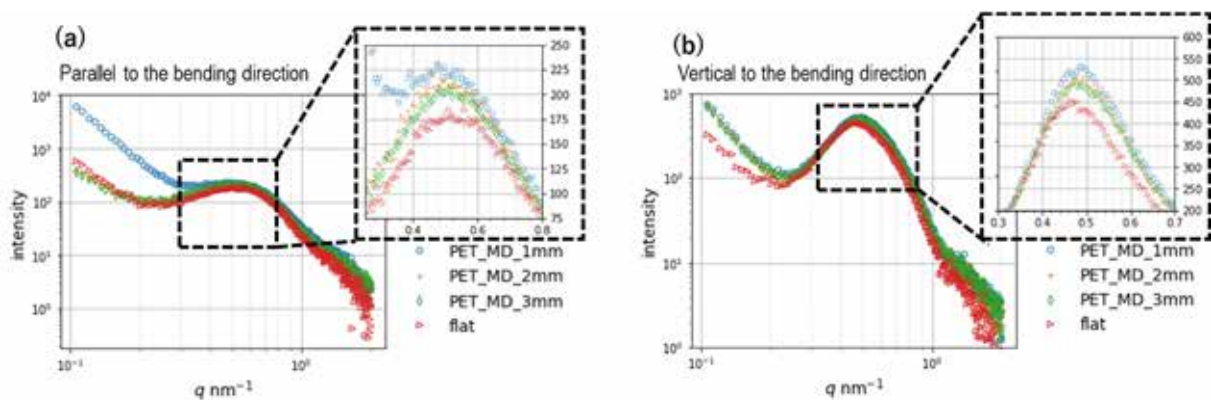 (a)
Parallel to the bending direction
10⁴
10³
10²
10¹
10⁰
intensity
10⁻¹
10⁰
q nm⁻¹
250
225
200
175
150
125
100
75
0.4
0.6
0.8
PET_MD_1mm
PET_MD_2mm
PET_MD_3mm
flat
(b)
Vertical to the bending direction
10³
10²
10¹
10⁰
intensity
10⁻¹
10⁰
q nm⁻¹
600
550
500
450
400
350
300
250
200
0.3
0.4
0.5
0.6
0.7
PET_MD_1mm
PET_MD_2mm
PET_MD_3mm
flat